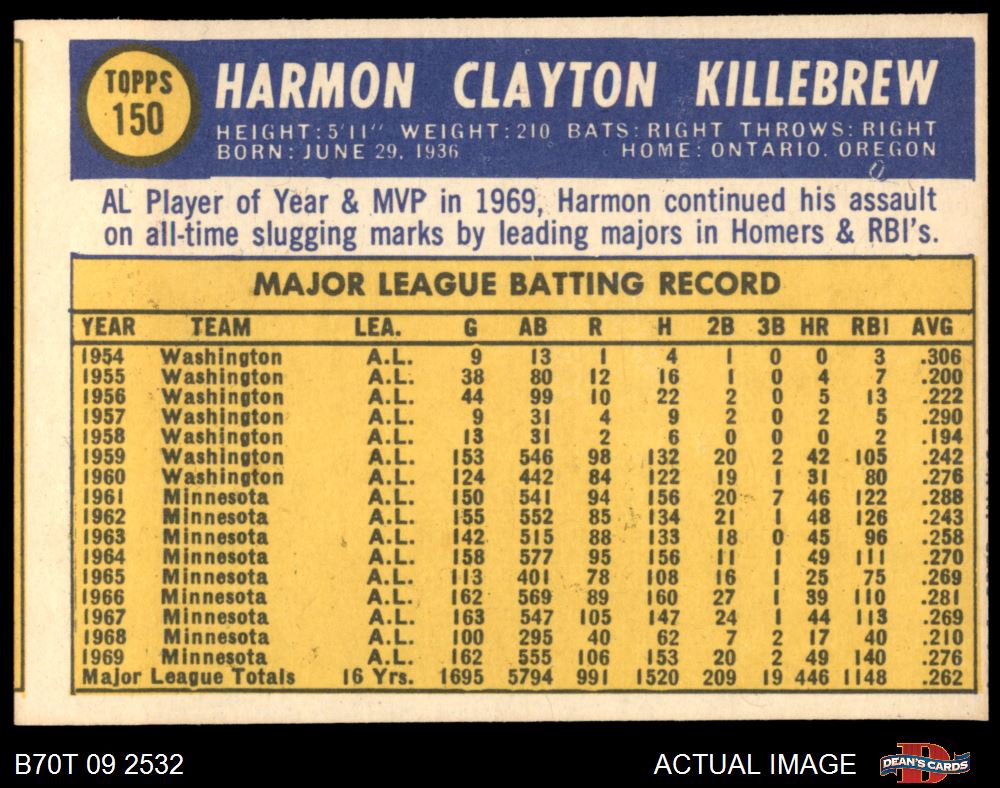 TOPPS
150
HARMON CLAYTON KILLEBREW
HEIGHT: 5'11" WEIGHT: 210 BATS: RIGHT THROWS: RIGHT
BORN: JUNE 29, 1936 HOME: ONTARIO, OREGON
AL Player of Year & MVP in 1969, Harmon continued his assault
on all-time slugging marks by leading majors in Homers & RBI's.
MAJOR LEAGUE BATTING RECORD
YEAR TEAM LEA. G AB R H 2B 3B HR RBI AVG
1954 Washington A.L. 9 13 1 4 1 0 0 3 .306
1955 Washington A.L. 38 80 12 16 1 0 4 7 .200
1956 Washington A.L. 44 99 10 22 2 0 5 13 .222
1957 Washington A.L. 9 31 4 9 2 0 2 5 .290
1958 Washington A.L. 13 31 2 6 0 0 0 2 .194
1959 Washington A.L. 153 546 98 132 20 2 42 105 .242
1960 Washington A.L. 124 442 84 122 19 1 31 80 .276
1961 Minnesota A.L. 150 541 94 156 20 7 46 122 .288
1962 Minnesota A.L. 155 552 85 134 21 1 48 126 .243
1963 Minnesota A.L. 142 515 88 133 18 0 45 96 .258
1964 Minnesota A.L. 158 577 95 156 11 1 49 111 .270
1965 Minnesota A.L. 113 401 78 108 16 1 25 75 .269
1966 Minnesota A.L. 162 569 89 160 27 1 39 110 .281
1967 Minnesota A.L. 163 547 105 147 24 1 44 113 .269
1968 Minnesota A.L. 100 295 40 62 7 2 17 40 .210
1969 Minnesota A.L. 162 555 106 153 20 2 49 140 .276
Major League Totals 16 Yrs. 1695 5794 991 1520 209 19 446 1148 .262
B70T 09 2532 ACTUAL IMAGE DEAN'S CARDS